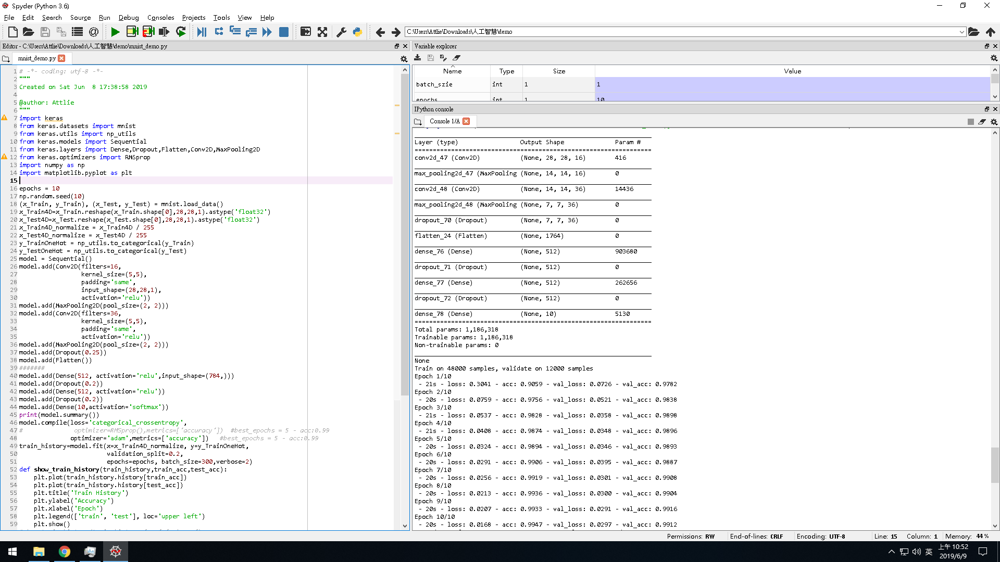 Spyder (Python 3.6)
File Edit Search Source Run Debug Consoles Projects Tools View Help
C:\Users\Attlie\Downloads\人工智慧\demo
Editor - C:\Users\Attlie\Downloads\人工智慧\demo\mnist_demo.py
mnist_demo.py
1 # -*- coding: utf-8 -*-
2 """
3 Created on Sat Jun  8 17:38:58 2019
4
5 @author: Attlie
6 """
7 import keras
8 from keras.datasets import mnist
9 from keras.utils import np_utils
10 from keras.models import Sequential
11 from keras.layers import Dense,Dropout,Flatten,Conv2D,MaxPooling2D
12 from keras.optimizers import RMSprop
13 import numpy as np
14 import matplotlib.pyplot as plt
15
16 epochs = 10
17 np.random.seed(10)
18 (x_Train, y_Train), (x_Test, y_Test) = mnist.load_data()
19 x_Train4D=x_Train.reshape(x_Train.shape[0],28,28,1).astype('float32')
20 x_Test4D=x_Test.reshape(x_Test.shape[0],28,28,1).astype('float32')
21 x_Train4D_normalize = x_Train4D / 255
22 x_Test4D_normalize = x_Test4D / 255
23 y_TrainOneHot = np_utils.to_categorical(y_Train)
24 y_TestOneHot = np_utils.to_categorical(y_Test)
25 model = Sequential()
26 model.add(Conv2D(filters=16,
27 kernel_size=(5,5),
28 padding='same',
29 input_shape=(28,28,1),
30 activation='relu'))
31 model.add(MaxPooling2D(pool_size=(2, 2)))
32 model.add(Conv2D(filters=36,
33 kernel_size=(5,5),
34 padding='same',
35 activation='relu'))
36 model.add(MaxPooling2D(pool_size=(2, 2)))
37 model.add(Dropout(0.25))
38 model.add(Flatten())
39 #######
40 model.add(Dense(512, activation='relu',input_shape=(784,)))
41 model.add(Dropout(0.2))
42 model.add(Dense(512, activation='relu'))
43 model.add(Dropout(0.2))
44 model.add(Dense(10,activation='softmax'))
45 print(model.summary())
46 model.compile(loss='categorical_crossentropy',
47 # optimizer=RMSprop(),metrics=['accuracy']) #best_epochs = 5 - acc:0.99
48 optimizer='adam',metrics=['accuracy']) #best_epochs = 5 - acc:0.99
49 train_history=model.fit(x=x_Train4D_normalize, y=y_TrainOneHot,
50 validation_split=0.2,
51 epochs=epochs, batch_size=300,verbose=2)
52 def show_train_history(train_history,train_acc,test_acc):
53 plt.plot(train_history.history[train_acc])
54 plt.plot(train_history.history[test_acc])
55 plt.title('Train History')
56 plt.ylabel('Accuracy')
57 plt.xlabel('Epoch')
58 plt.legend(['train', 'test'], loc='upper left')
59 plt.show()
Variable explorer
Name Type Size Value
batch_szie int 1 1
epochs int 1 10
IPython console
Console 1/A
Layer (type) Output Shape Param #
=================================================================
conv2d_47 (Conv2D) (None, 28, 28, 16) 416
max_pooling2d_47 (MaxPooling (None, 14, 14, 16) 0
conv2d_48 (Conv2D) (None, 14, 14, 36) 14436
max_pooling2d_48 (MaxPooling (None, 7, 7, 36) 0
dropout_70 (Dropout) (None, 7, 7, 36) 0
flatten_24 (Flatten) (None, 1764) 0
dense_76 (Dense) (None, 512) 903680
dropout_71 (Dropout) (None, 512) 0
dense_77 (Dense) (None, 512) 262656
dropout_72 (Dropout) (None, 512) 0
dense_78 (Dense) (None, 10) 5130
=================================================================
Total params: 1,186,318
Trainable params: 1,186,318
Non-trainable params: 0
None
Train on 48000 samples, validate on 12000 samples
Epoch 1/10
- 21s - loss: 0.3041 - acc: 0.9059 - val_loss: 0.0726 - val_acc: 0.9782
Epoch 2/10
- 20s - loss: 0.0759 - acc: 0.9756 - val_loss: 0.0521 - val_acc: 0.9838
Epoch 3/10
- 21s - loss: 0.0537 - acc: 0.9828 - val_loss: 0.0358 - val_acc: 0.9898
Epoch 4/10
- 21s - loss: 0.0408 - acc: 0.9874 - val_loss: 0.0348 - val_acc: 0.9896
Epoch 5/10
- 20s - loss: 0.0324 - acc: 0.9894 - val_loss: 0.0346 - val_acc: 0.9893
Epoch 6/10
- 20s - loss: 0.0291 - acc: 0.9906 - val_loss: 0.0395 - val_acc: 0.9887
Epoch 7/10
- 20s - loss: 0.0256 - acc: 0.9919 - val_loss: 0.0301 - val_acc: 0.9908
Epoch 8/10
- 20s - loss: 0.0213 - acc: 0.9936 - val_loss: 0.0300 - val_acc: 0.9904
Epoch 9/10
- 20s - loss: 0.0207 - acc: 0.9933 - val_loss: 0.0291 - val_acc: 0.9916
Epoch 10/10
- 20s - loss: 0.0168 - acc: 0.9947 - val_loss: 0.0297 - val_acc: 0.9912
Permissions: RW End-of-lines: CRLF Encoding: UTF-8 Line: 15 Column: 1 Memory: 44 %
英
上午 10:52
2019/6/9